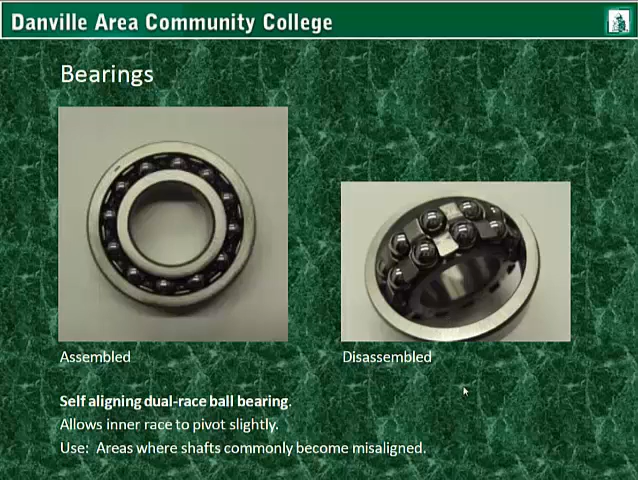 Danville Area Community College
Bearings
Assembled
Disassembled
Self aligning dual-race ball bearing.
Allows inner race to pivot slightly.
Use:  Areas where shafts commonly become misaligned.